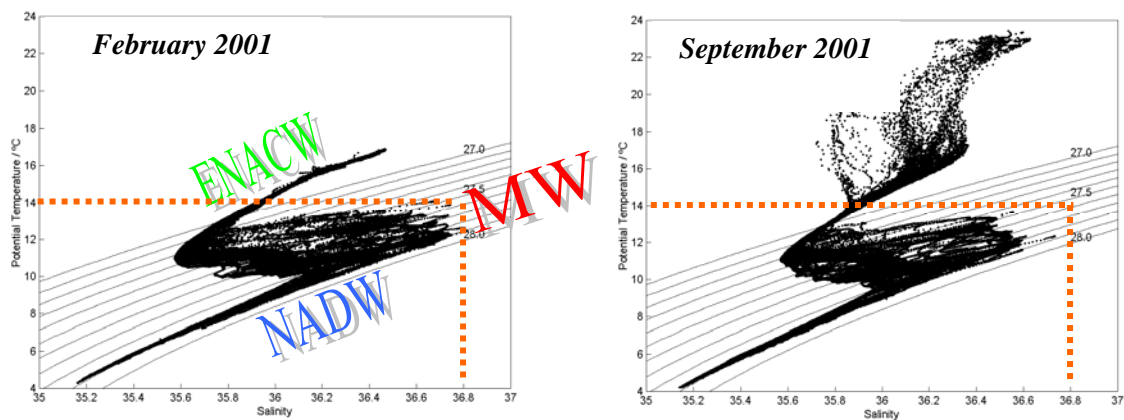 February 2001
24
22
20
18
16
14
12
10
8
6
4
Potential Temperature / ºC
ENACW
MW
NADW
27.0
27.5
28.0
35 35.2 35.4 35.6 35.8 36 36.2 36.4 36.6 36.8 37
Salinity
September 2001
24
22
20
18
16
14
12
10
8
6
4
Potential Temperature / ºC
27.0
27.5
28.0
35 35.2 35.4 35.6 35.8 36 36.2 36.4 36.6 36.8 37
Salinity